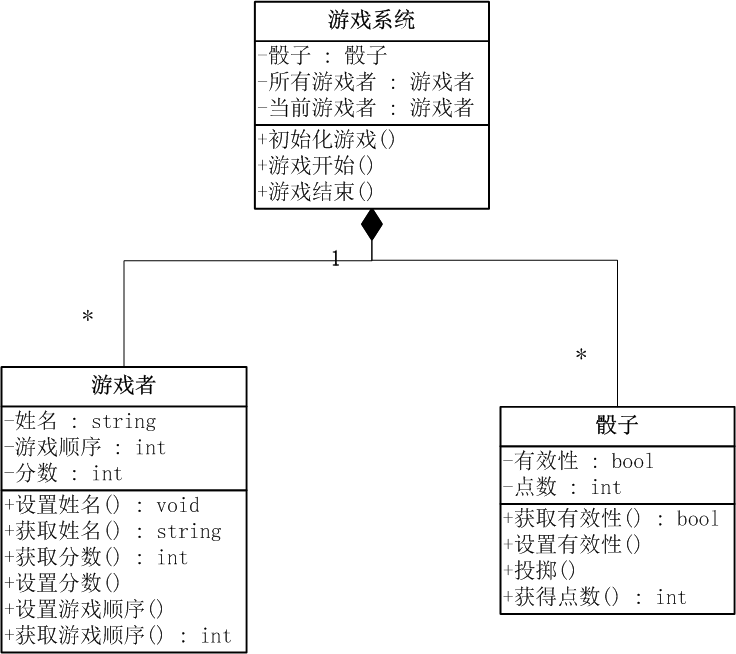 游戏系统
-骰子 : 骰子
-所有游戏者 : 游戏者
-当前游戏者 : 游戏者
+初始化游戏()
+游戏开始()
+游戏结束()
1
*
*
游戏者
-姓名 : string
-游戏顺序 : int
-分数 : int
+设置姓名() : void
+获取姓名() : string
+获取分数() : int
+设置分数()
+设置游戏顺序()
+获取游戏顺序() : int
骰子
-有效性 : bool
-点数 : int
+获取有效性() : bool
+设置有效性()
+投掷()
+获得点数() : int